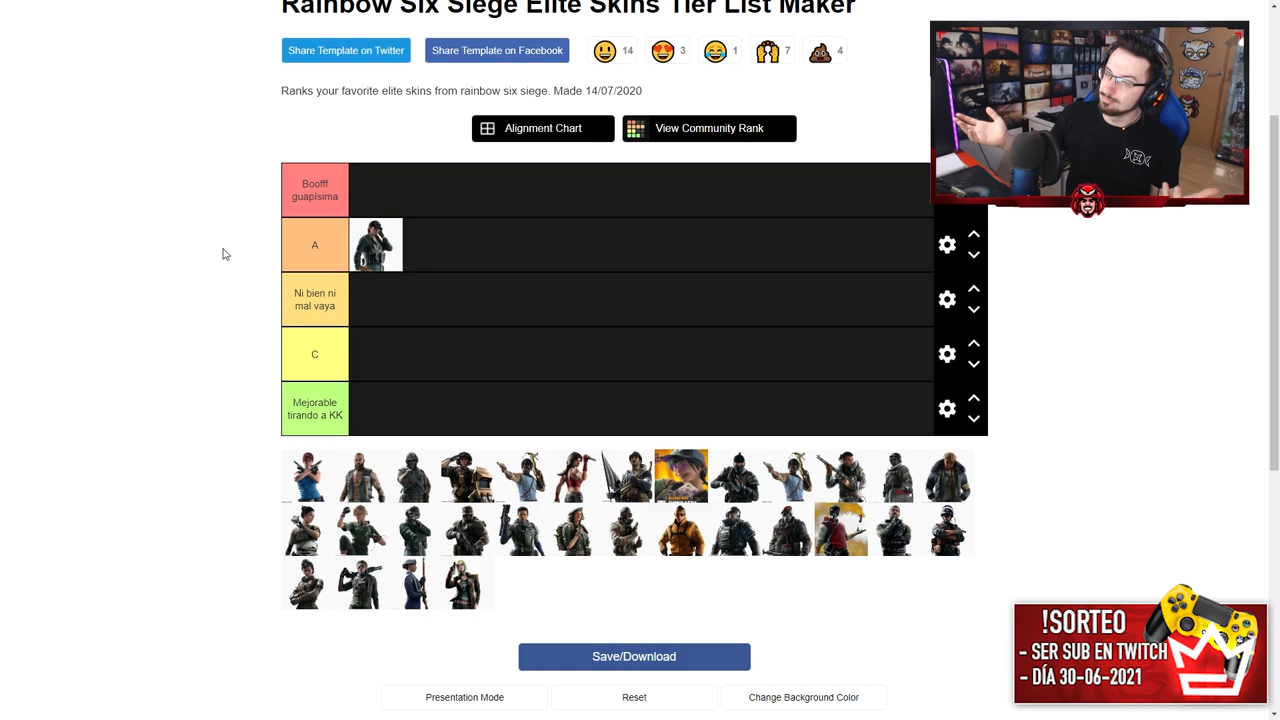 Rainbow Six Siege Elite Skins Tier List Maker
Share Template on Twitter
Share Template on Facebook
14
3
1
7
4
Ranks your favorite elite skins from rainbow six siege. Made 14/07/2020
Alignment Chart
View Community Rank
Boofff
guapísima
A
Ni bien ni
mal vaya
C
Mejorable
tirando a KK
!SORTEO
- SER SUB EN TWITCH
- DÍA 30-06-2021
Save/Download
Presentation Mode
Reset
Change Background Color